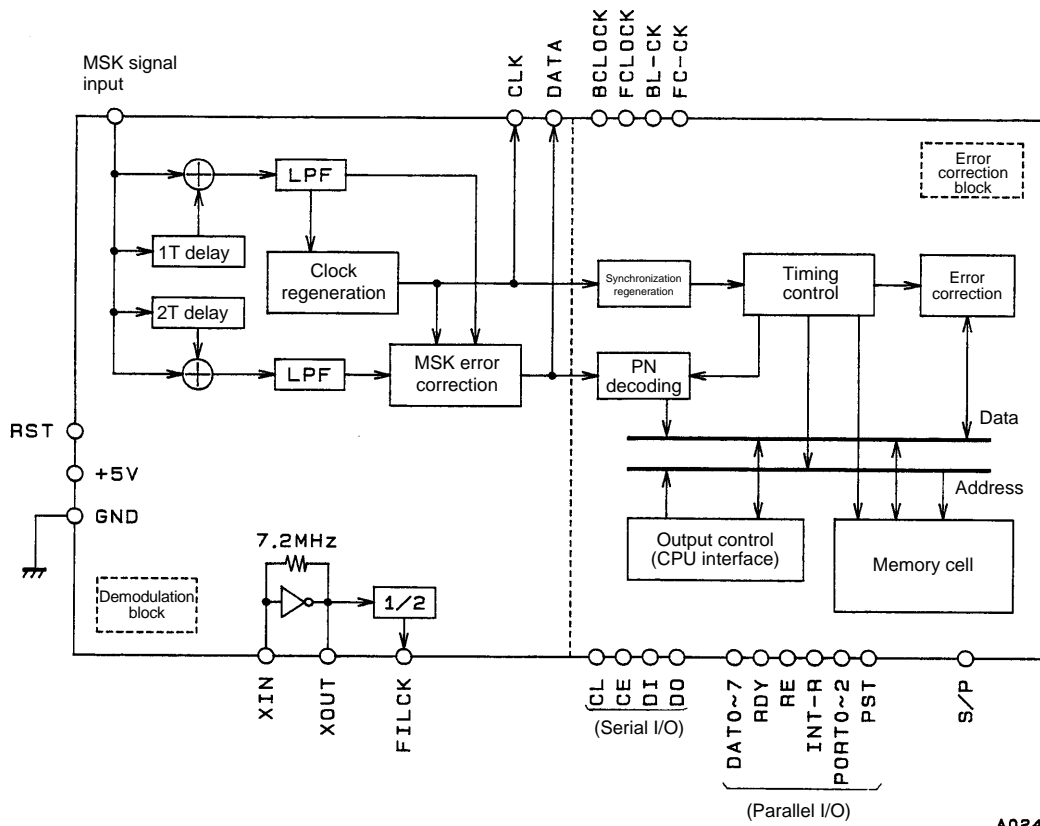 MSK signal
input
CLK
DATA
BCLOCK
FCLOCK
BL-CK
FC-CK
LPF
Error
correction
block
1T delay
Clock
regeneration
Synchronization
regeneration
Timing
control
Error
correction
2T delay
LPF
MSK error
correction
PN
decoding
Data
RST
+5V
Address
GND
Output control
(CPU interface)
Memory cell
7.2MHz
Demodulation
block
1/2
XIN
XOUT
FILCK
CL
CE
DI
DO
(Serial I/O)
DAT0~7
RDY
RE
INT-R
PORT0~2
PST
S/P
(Parallel I/O)
A024